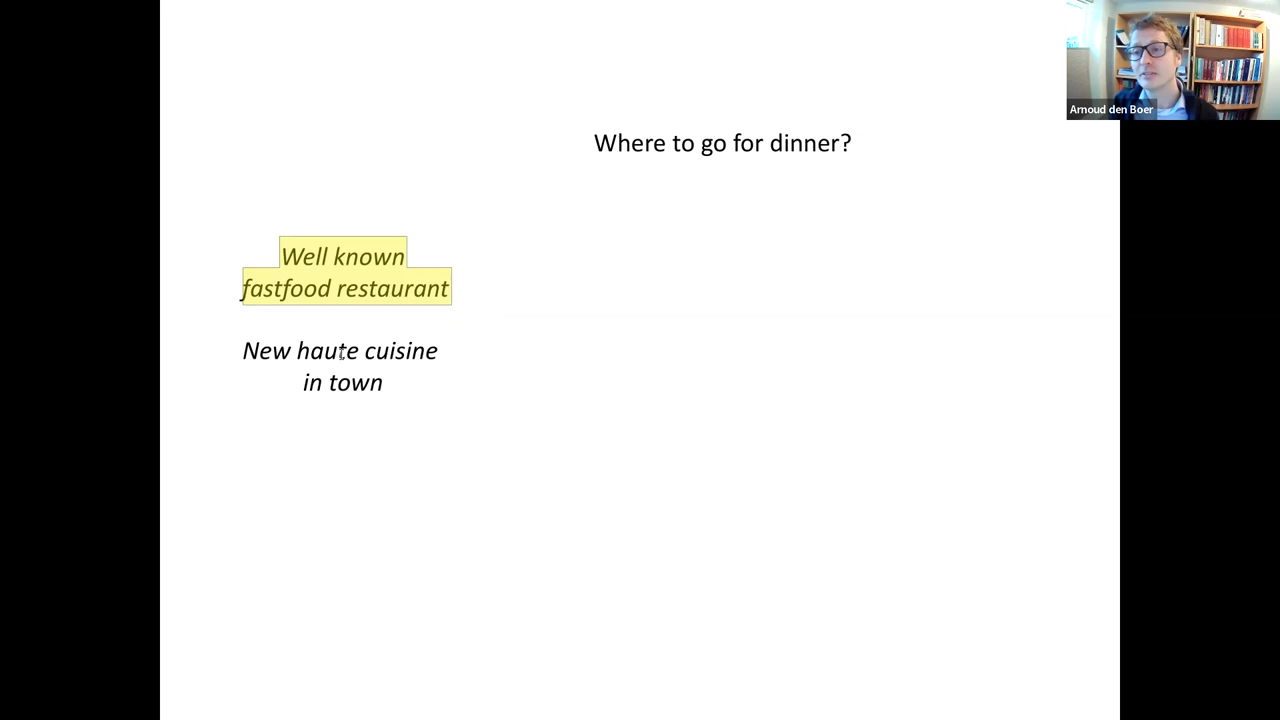 Arnoud den Boer
Where to go for dinner?
Well known
fastfood restaurant
New haute cuisine
in town